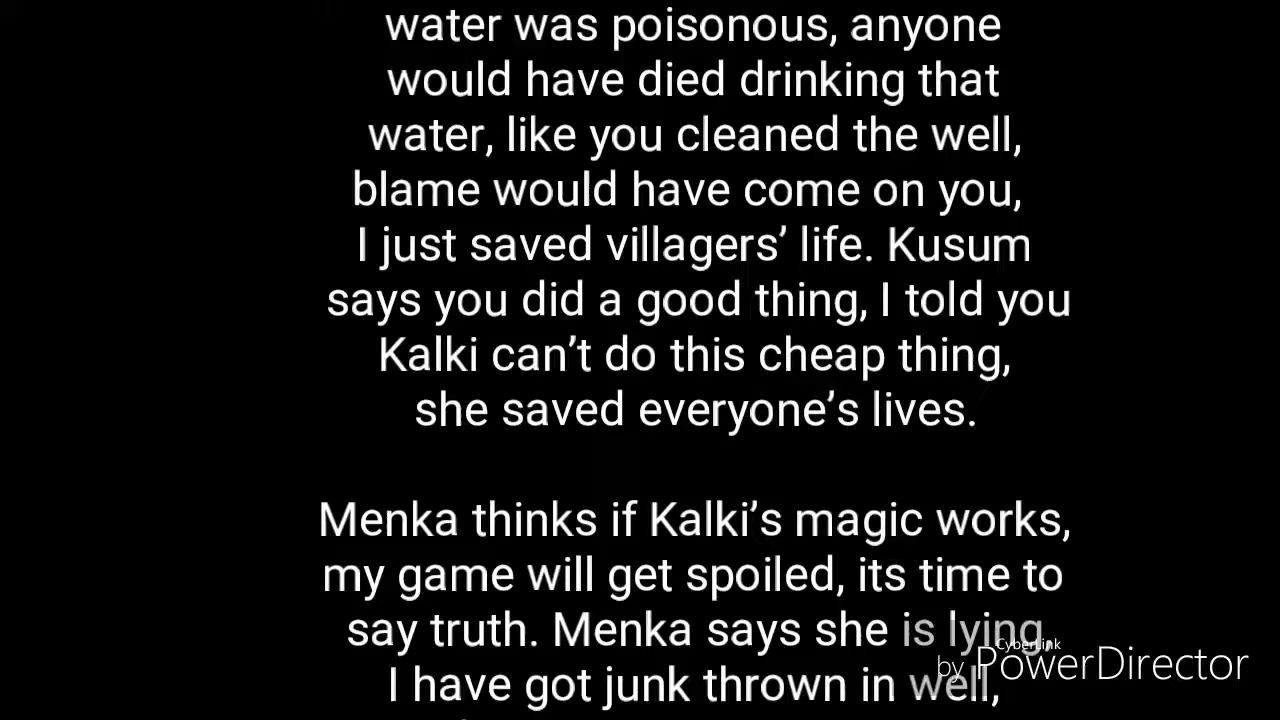 water was poisonous, anyone
would have died drinking that
water, like you cleaned the well,
blame would have come on you,
I just saved villagers’ life. Kusum
says you did a good thing, I told you
Kalki can’t do this cheap thing,
she saved everyone’s lives.
Menka thinks if Kalki’s magic works,
my game will get spoiled, its time to
say truth. Menka says she is lying,
I have got junk thrown in well,
CyberLink
by PowerDirector